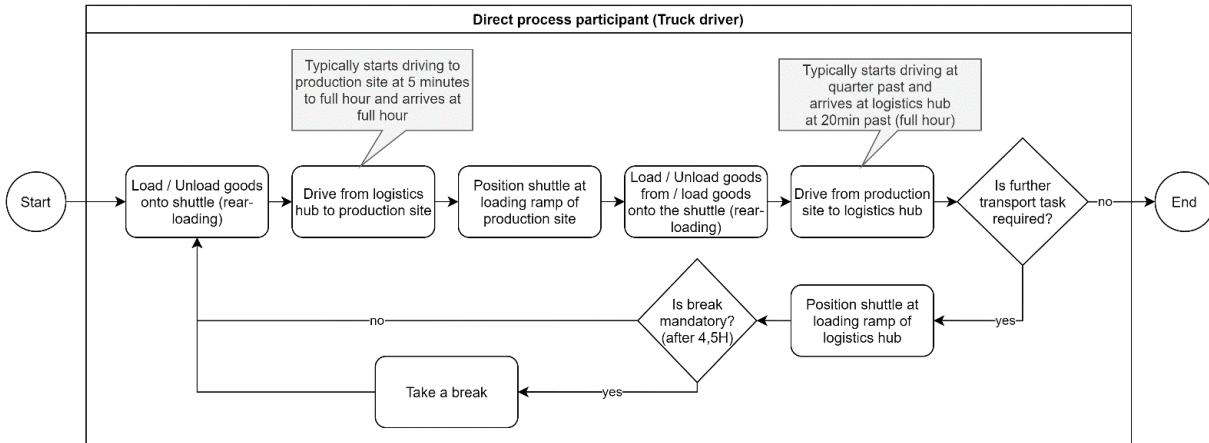 Direct process participant (Truck driver)
Typically starts driving to
production site at 5 minutes
to full hour and arrives at
full hour
Typically starts driving at
quarter past and
arrives at logistics hub
at 20min past (full hour)
Start
Load / Unload goods
onto shuttle (rear-
loading)
Drive from logistics
hub to production site
Position shuttle at
loading ramp of
production site
Load / Unload goods
from / load goods
onto the shuttle (rear-
loading)
Drive from production
site to logistics hub
Is further
transport task
required?
no
End
yes
Position shuttle at
loading ramp of
logistics hub
Is break
mandatory?
(after 4,5H)
no
yes
Take a break